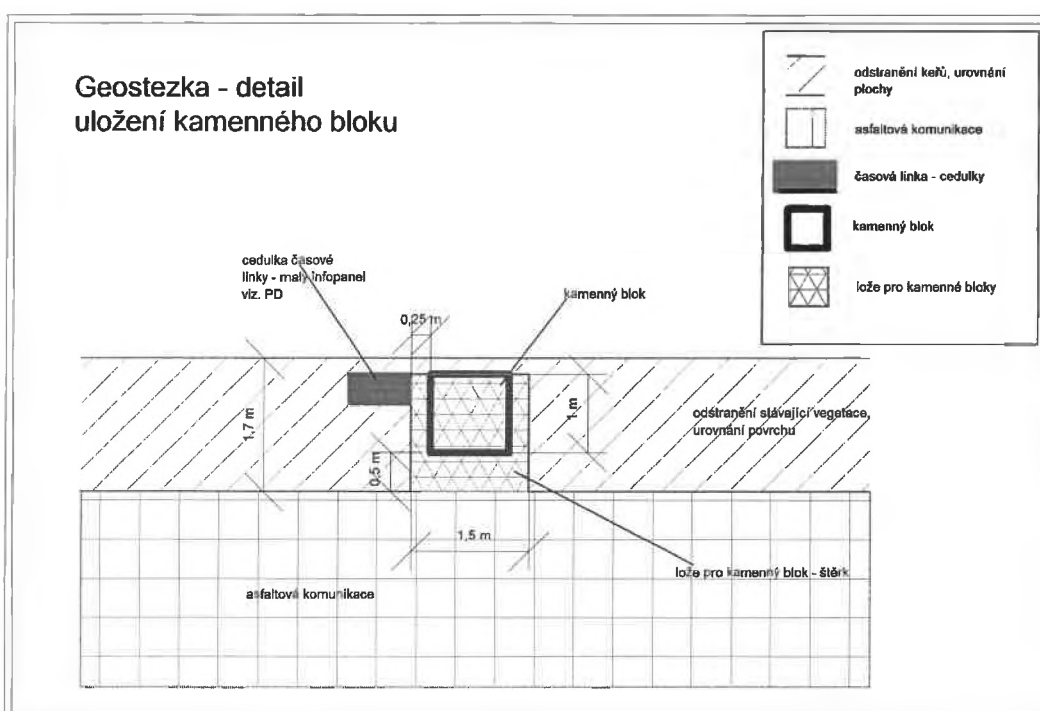 Geostezka - detail
uložení kamenného bloku
odstranění keřů, urovnání
plochy
asfaltová komunikace
časová linka - cedulky
kamenný blok
lože pro kamenné bloky
cedulka časové
linky - malý infopanel
viz. PD
0,25 m
kamenný blok
1,7 m
0,5 m
1 m
odstranění stávající vegetace,
urovnání povrchu
1,5 m
lože pro kamenný blok - štěrk
asfaltová komunikace